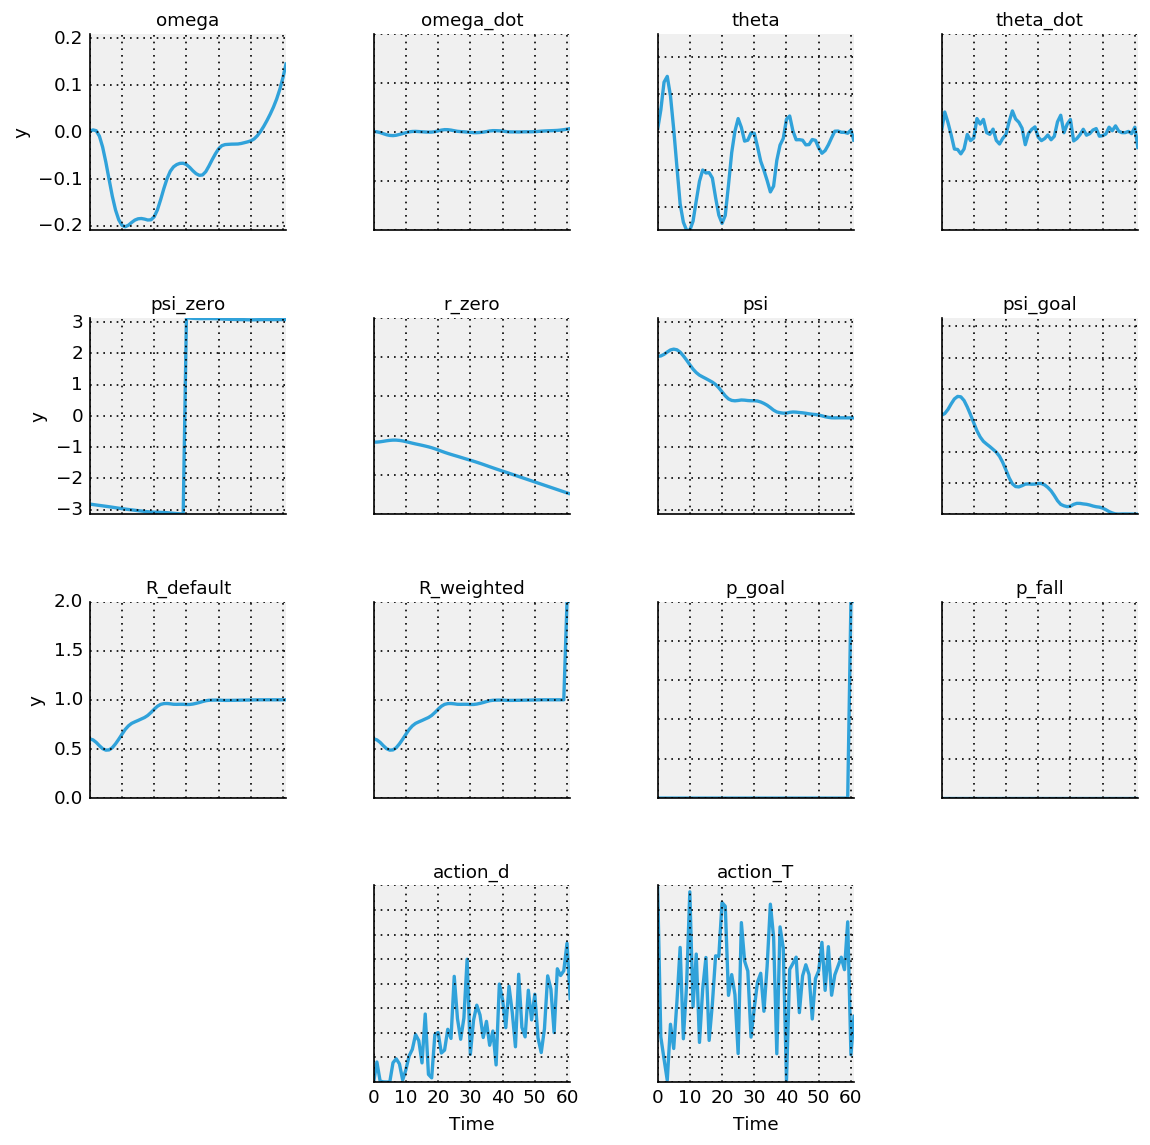 omega omega_dot theta theta_dot
0.2
0.1
0.0
−0.1
−0.2
y
psi_zero r_zero psi psi_goal
3
2
1
0
−1
−2
−3
y
R_default R_weighted p_goal p_fall
2.0
1.5
1.0
0.5
0.0
y
action_d action_T
0 10 20 30 40 50 60 0 10 20 30 40 50 60
Time Time